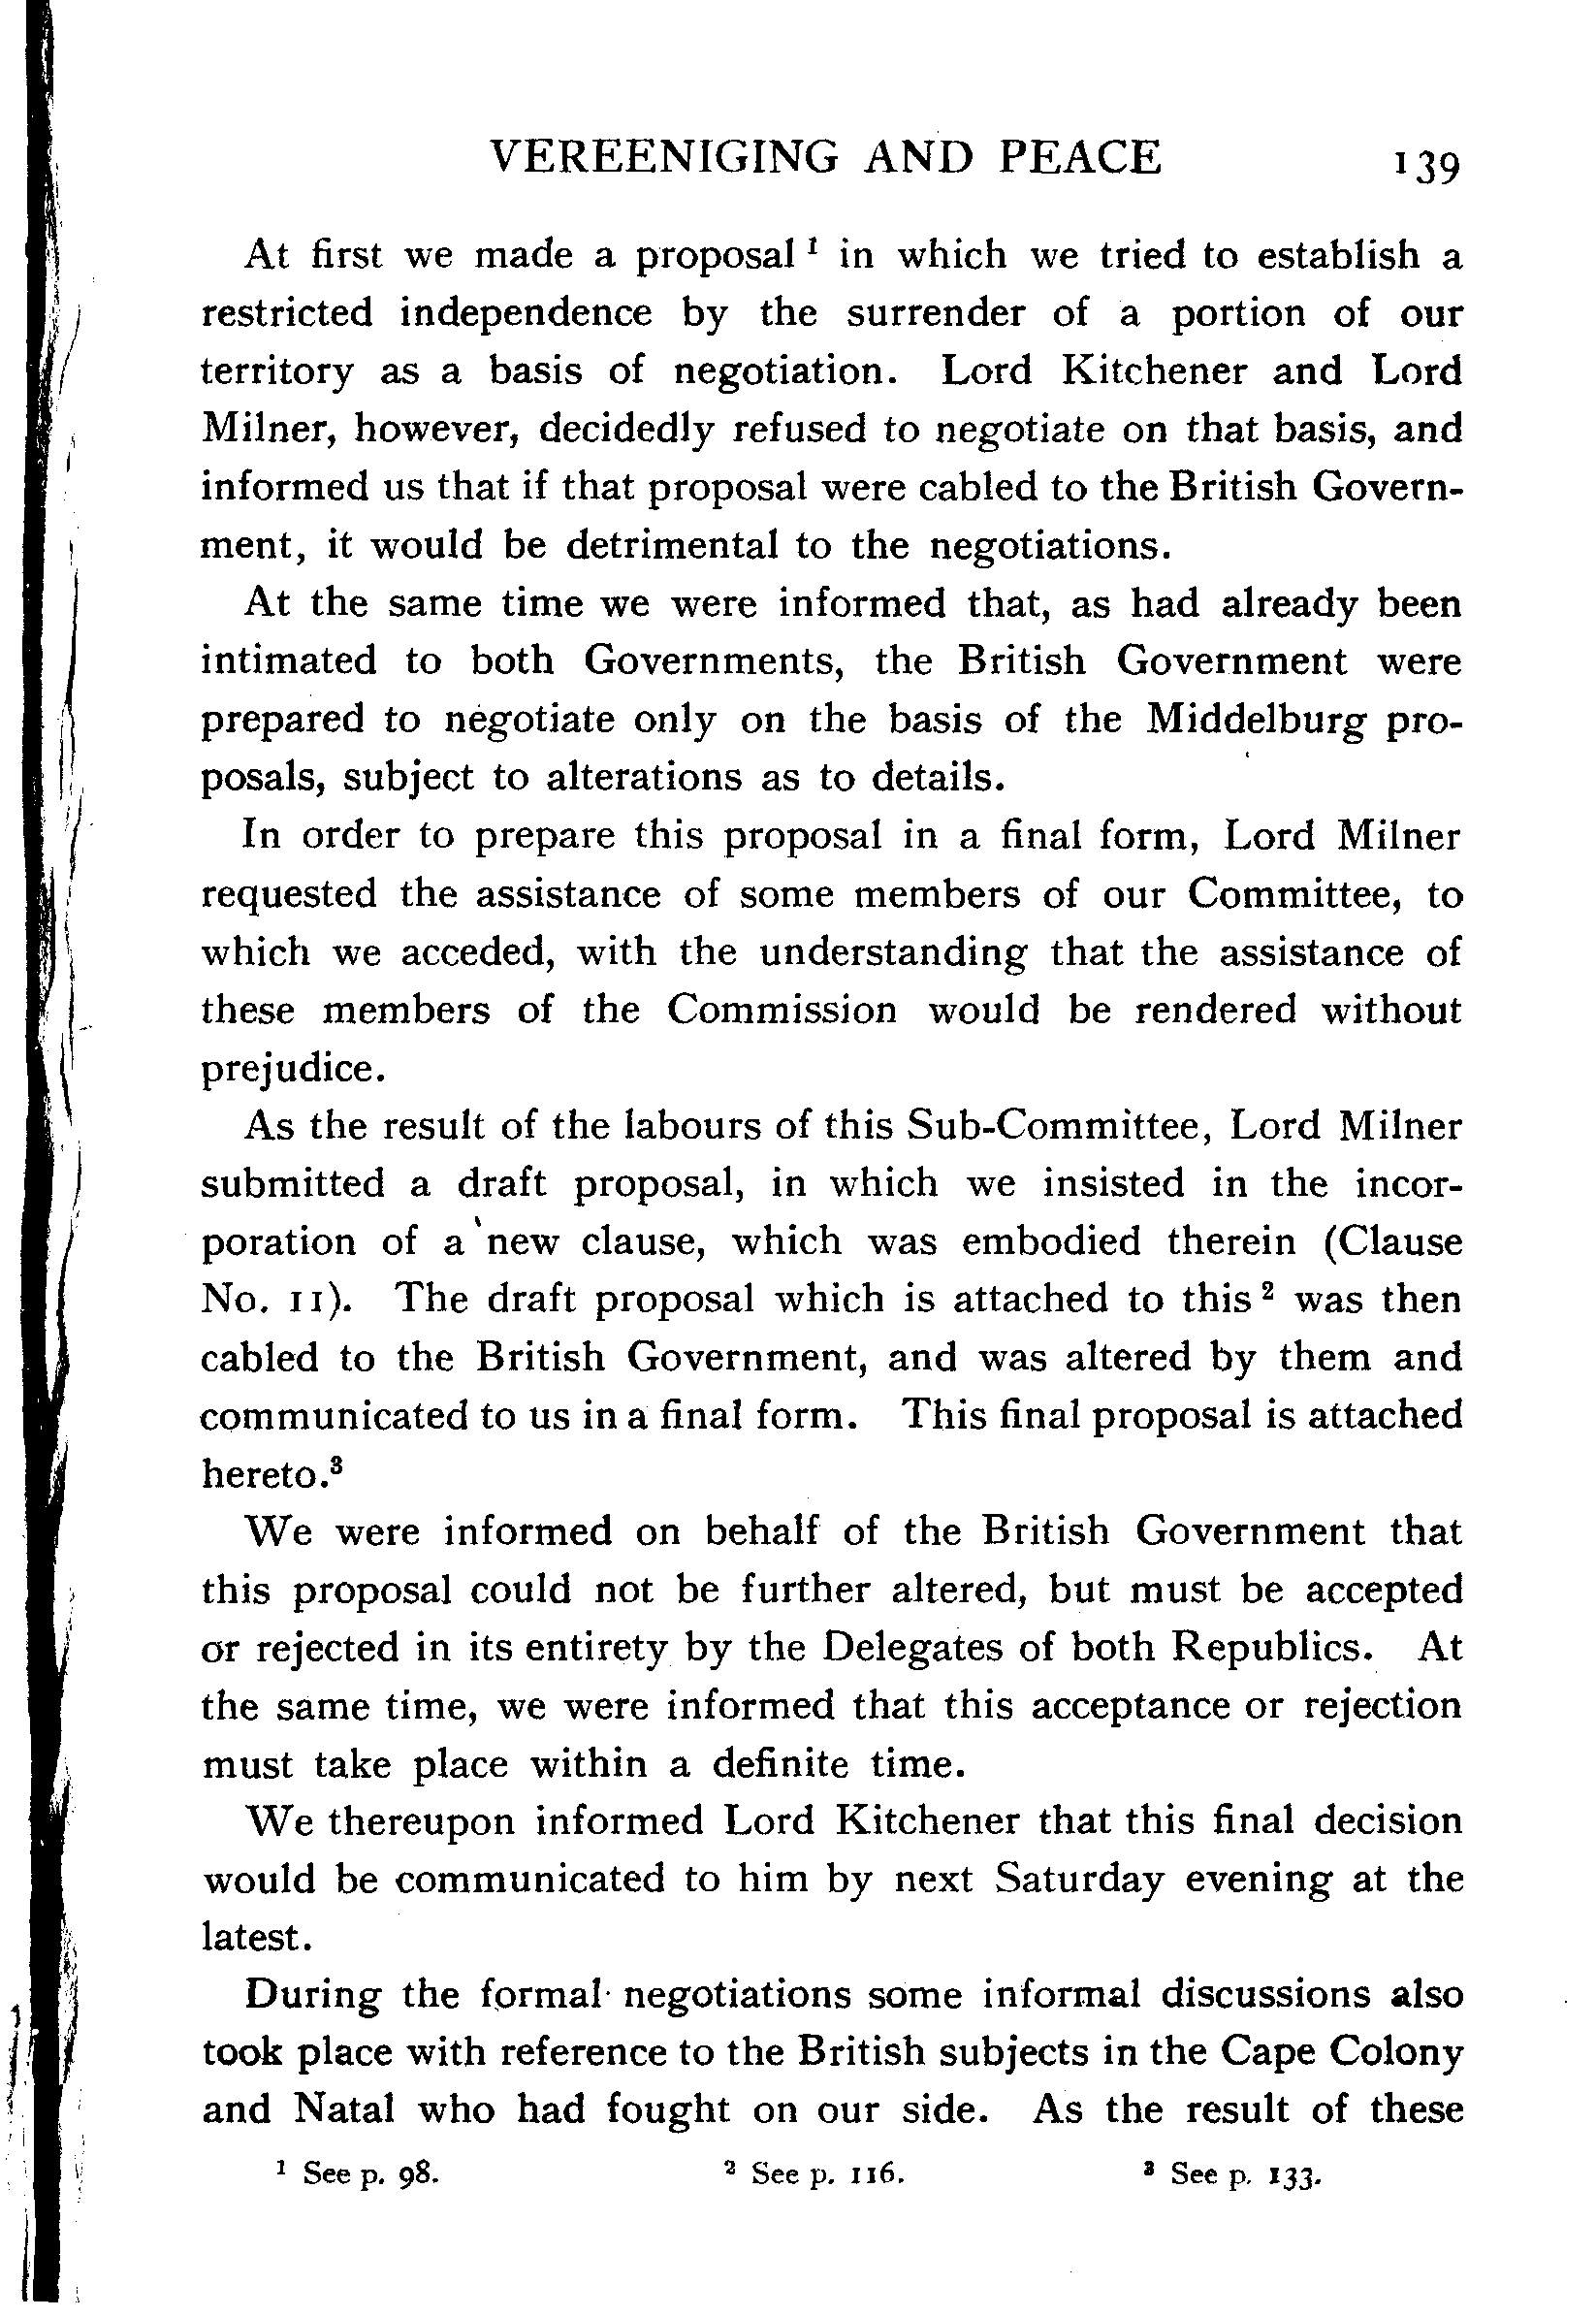 VEREENIGING AND PEACE 139
At first we made a proposal ¹ in which we tried to establish a
restricted independence by the surrender of a portion of our
territory as a basis of negotiation. Lord Kitchener and Lord
Milner, however, decidedly refused to negotiate on that basis, and
informed us that if that proposal were cabled to the British Govern-
ment, it would be detrimental to the negotiations.
At the same time we were informed that, as had already been
intimated to both Governments, the British Government were
prepared to negotiate only on the basis of the Middelburg pro-
posals, subject to alterations as to details.
In order to prepare this proposal in a final form, Lord Milner
requested the assistance of some members of our Committee, to
which we acceded, with the understanding that the assistance of
these members of the Commission would be rendered without
prejudice.
As the result of the labours of this Sub-Committee, Lord Milner
submitted a draft proposal, in which we insisted in the incor-
poration of a new clause, which was embodied therein (Clause
No. 11). The draft proposal which is attached to this ² was then
cabled to the British Government, and was altered by them and
communicated to us in a final form. This final proposal is attached
hereto.³
We were informed on behalf of the British Government that
this proposal could not be further altered, but must be accepted
or rejected in its entirety by the Delegates of both Republics. At
the same time, we were informed that this acceptance or rejection
must take place within a definite time.
We thereupon informed Lord Kitchener that this final decision
would be communicated to him by next Saturday evening at the
latest.
During the formal negotiations some informal discussions also
took place with reference to the British subjects in the Cape Colony
and Natal who had fought on our side. As the result of these
¹ See p. 98. ² See p. 116. ³ See p. 133.